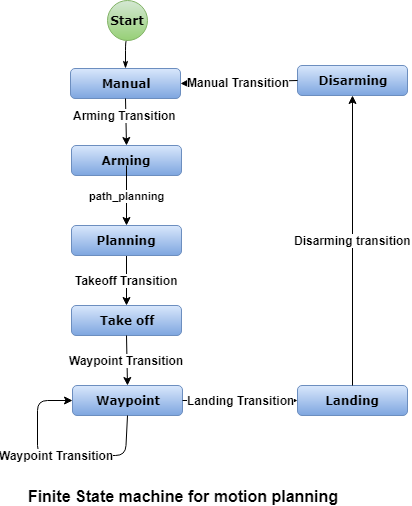 Start
Manual
Manual Transition
Disarming
Arming Transition
Arming
path_planning
Planning
Disarming transition
Takeoff Transition
Take off
Waypoint Transition
Waypoint
Landing Transition
Landing
Waypoint Transition
Finite State machine for motion planning